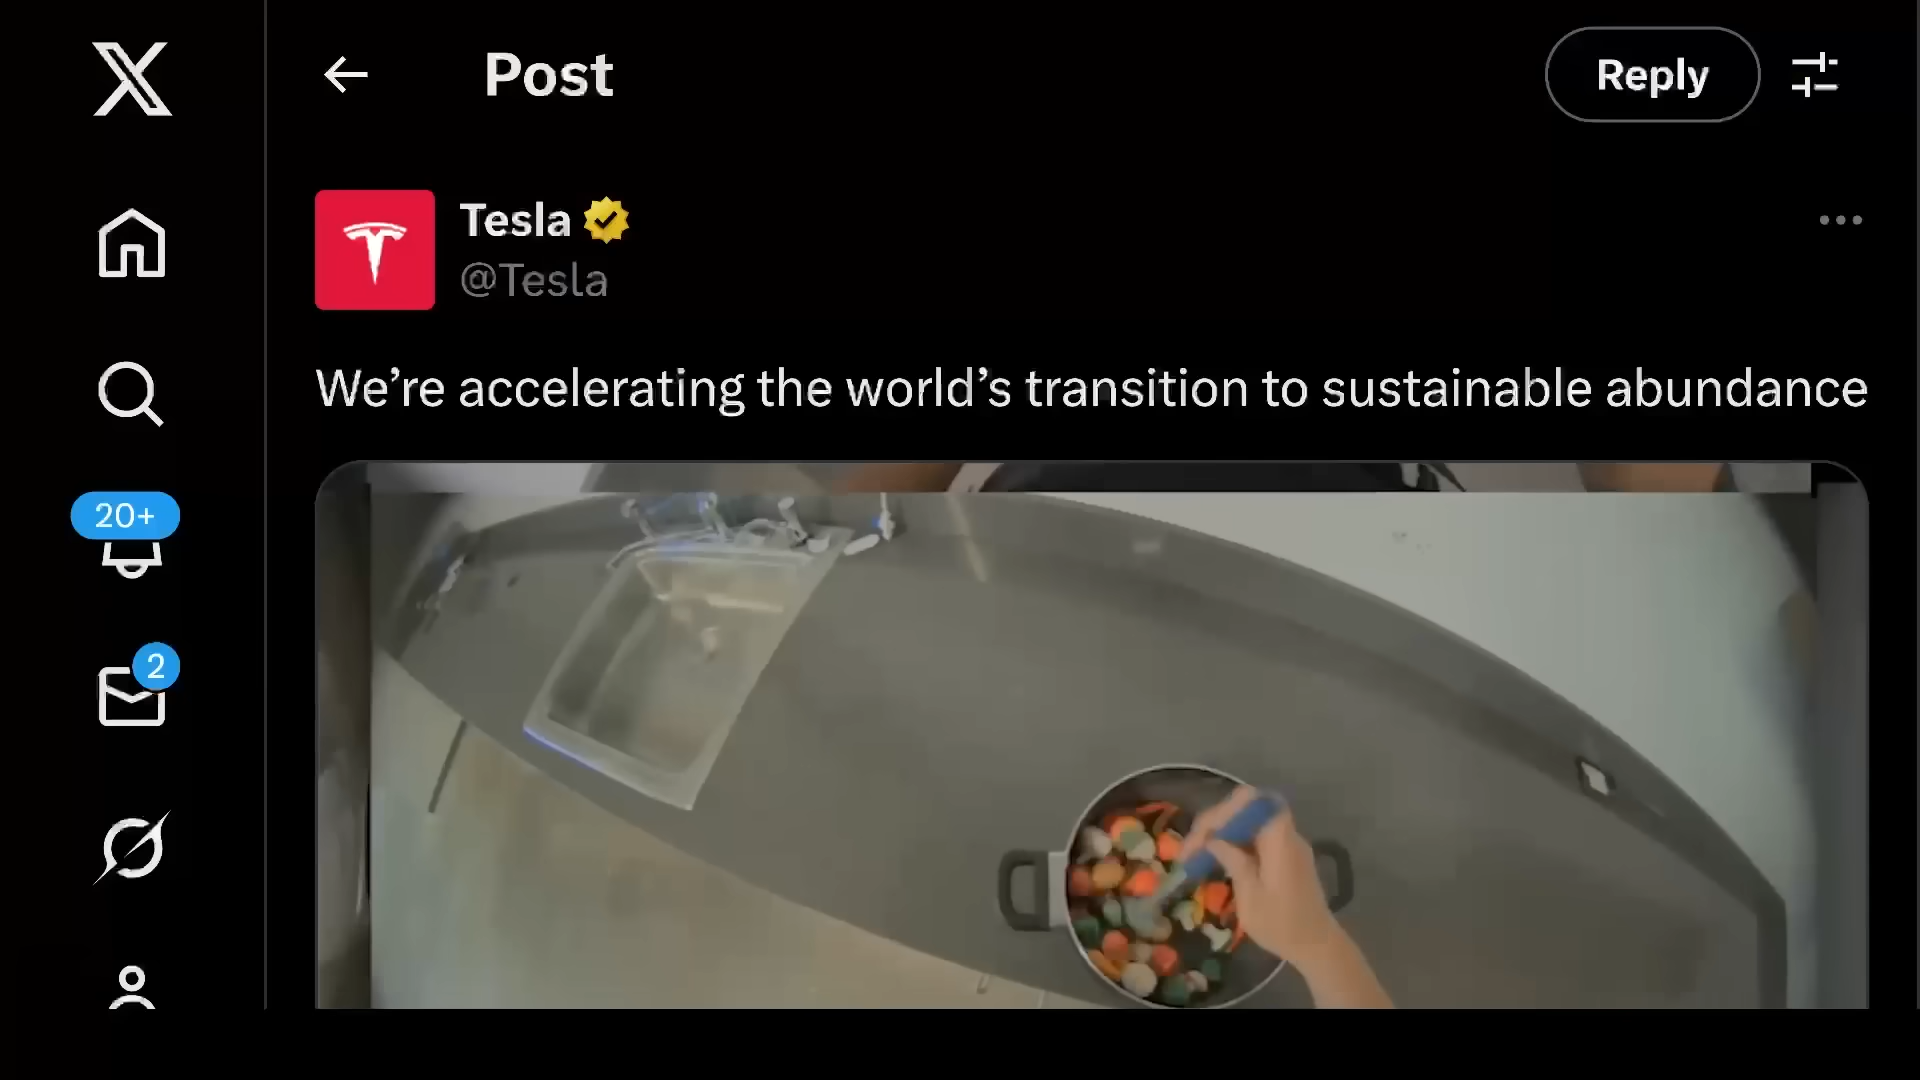 Post
Reply
Tesla
@Tesla
We’re accelerating the world’s transition to sustainable abundance
20+
2